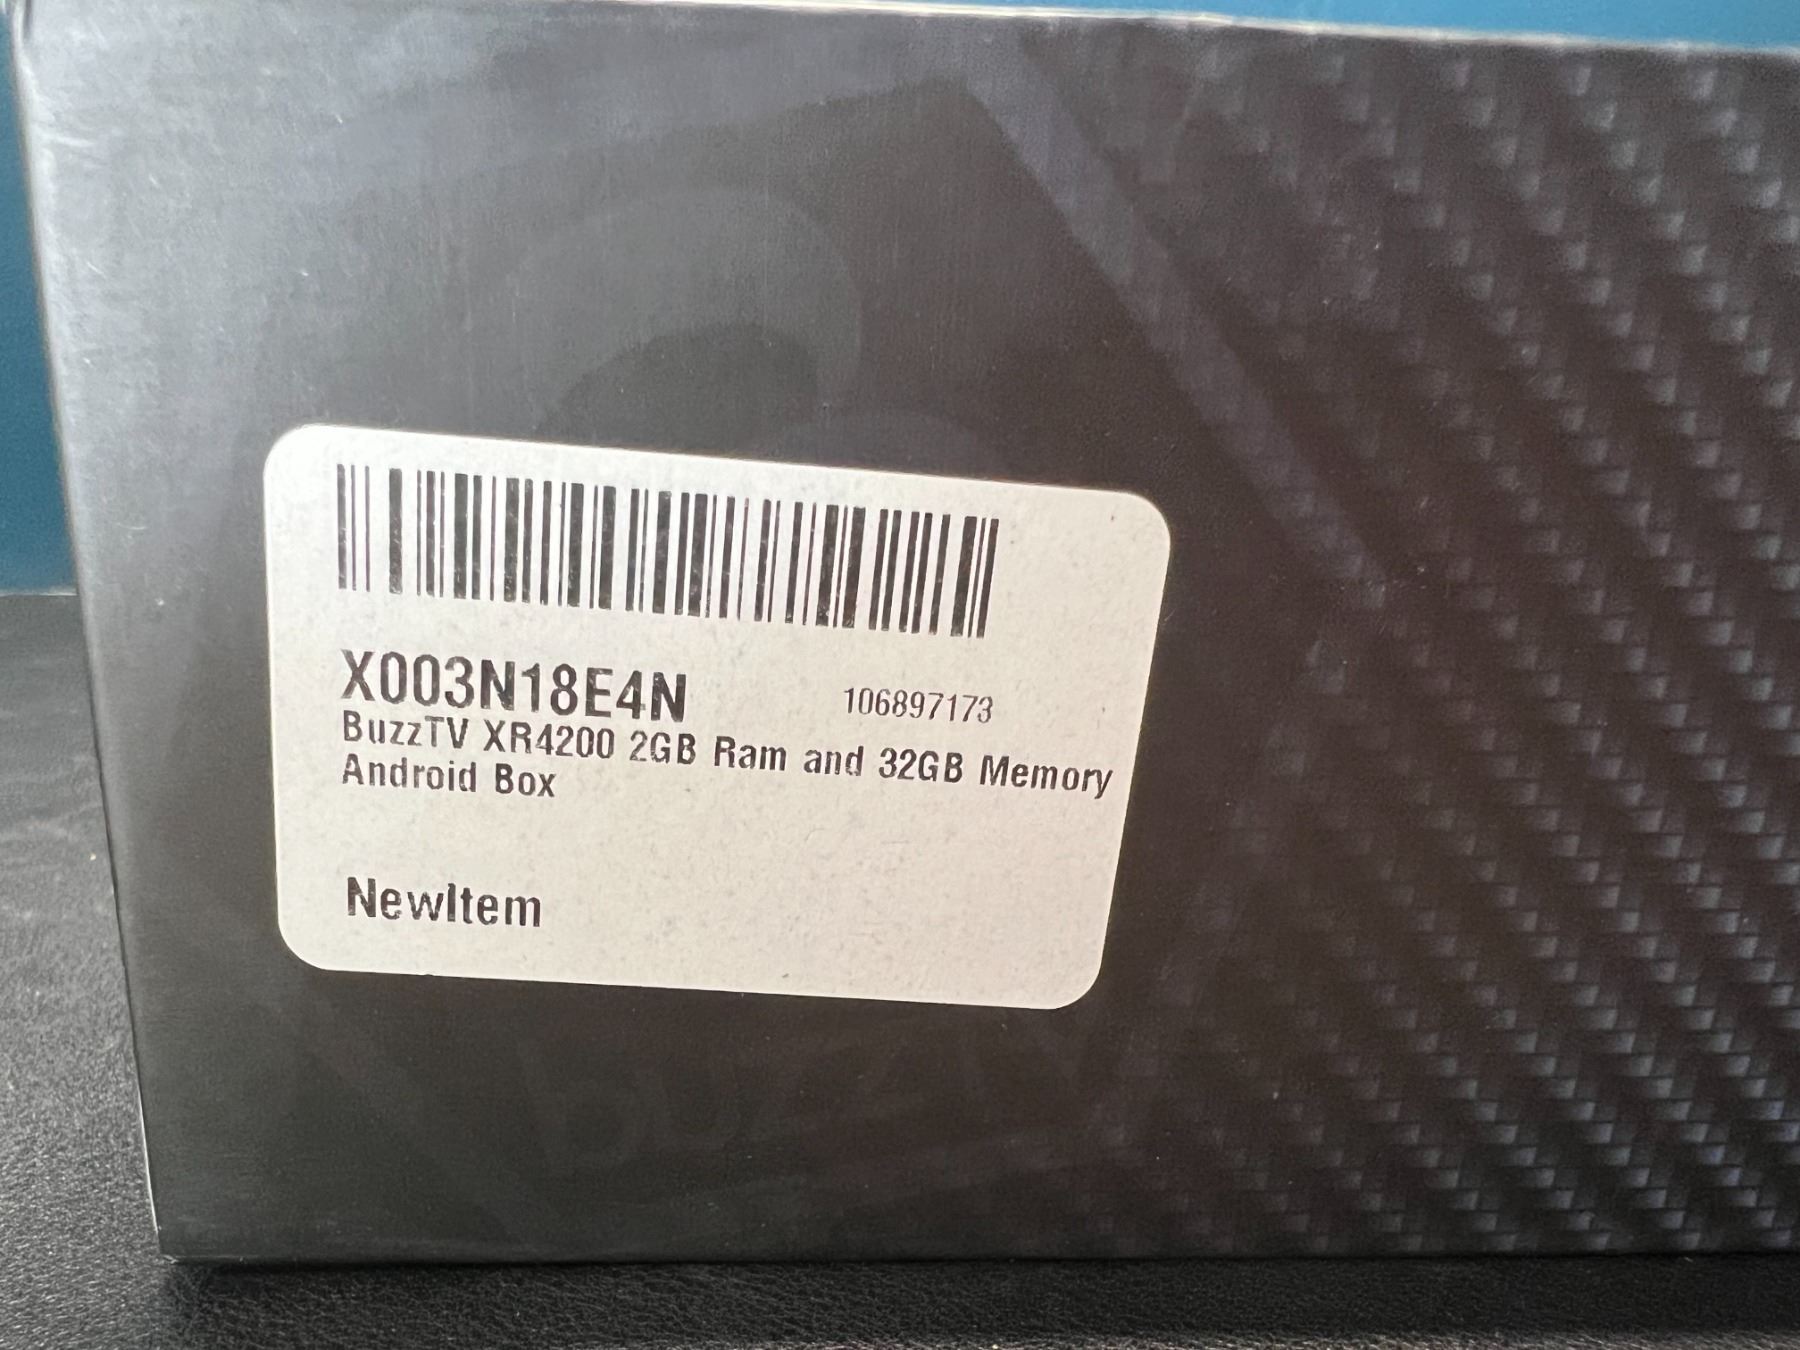 X003N18E4N 106897173
BuzzTV XR4200 2GB Ram and 32GB Memory
Android Box
NewItem